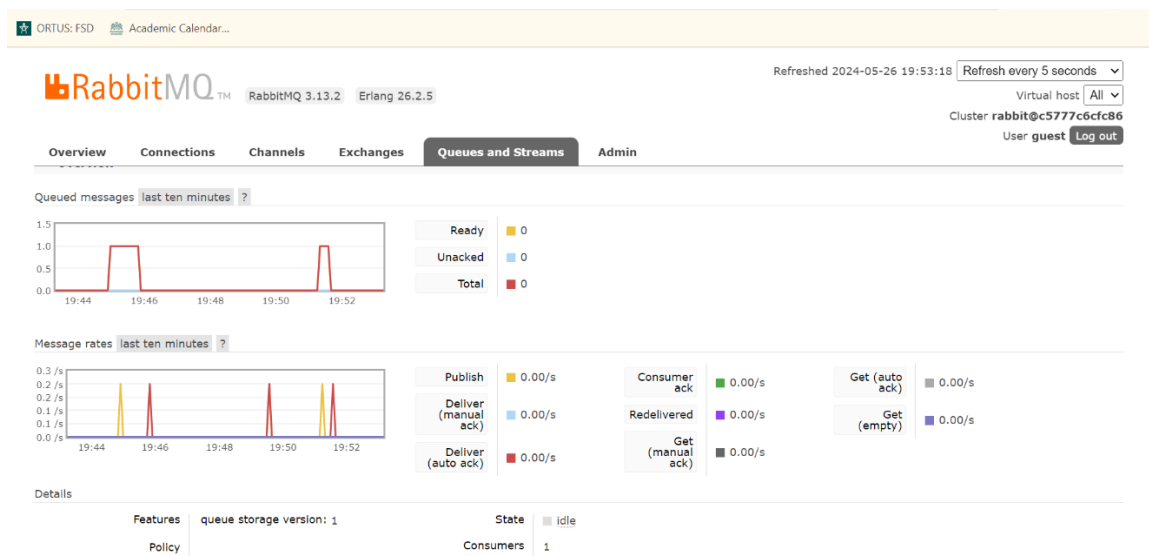 ORTUS: FSD Academic Calendar...
Refreshed 2024-05-26 19:53:18 Refresh every 5 seconds
RabbitMQ TM RabbitMQ 3.13.2 Erlang 26.2.5
Virtual host All
Cluster rabbit@c5777c6cfc86
User guest Log out
Overview Connections Channels Exchanges Queues and Streams Admin
Overview
Queued messages last ten minutes ?
1.5
1.0
0.5
0.0
19:44 19:46 19:48 19:50 19:52
Ready 0
Unacked 0
Total 0
Message rates last ten minutes ?
0.3 /s
0.2 /s
0.2 /s
0.1 /s
0.1 /s
0.0 /s
19:44 19:46 19:48 19:50 19:52
Publish 0.00/s
Deliver
(manual 0.00/s
ack)
Deliver
(auto ack) 0.00/s
Consumer
ack 0.00/s
Redelivered 0.00/s
Get
(manual 0.00/s
ack)
Get (auto
ack) 0.00/s
Get
(empty) 0.00/s
Details
Features queue storage version: 1
Policy
State idle
Consumers 1